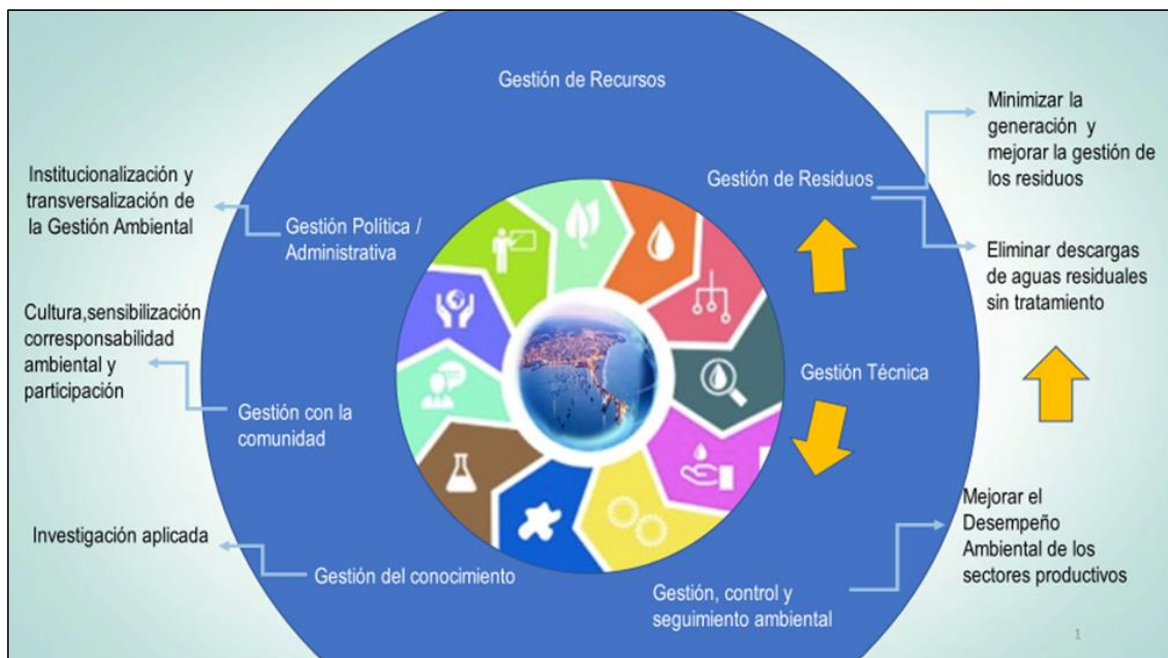 Gestión de Recursos
Minimizar la
generación y
mejorar la gestión de
los residuos
Gestión de Residuos
Institucionalización y
transversalización de
la Gestión Ambiental
Gestión Política /
Administrativa
Eliminar descargas
de aguas residuales
sin tratamiento
Cultura,sensibilización
corresponsabilidad
ambiental y
participación
Gestión Técnica
Gestión con la
comunidad
Mejorar el
Desempeño
Ambiental de los
sectores productivos
Investigación aplicada
Gestión del conocimiento
Gestión, control y
seguimiento ambiental
1